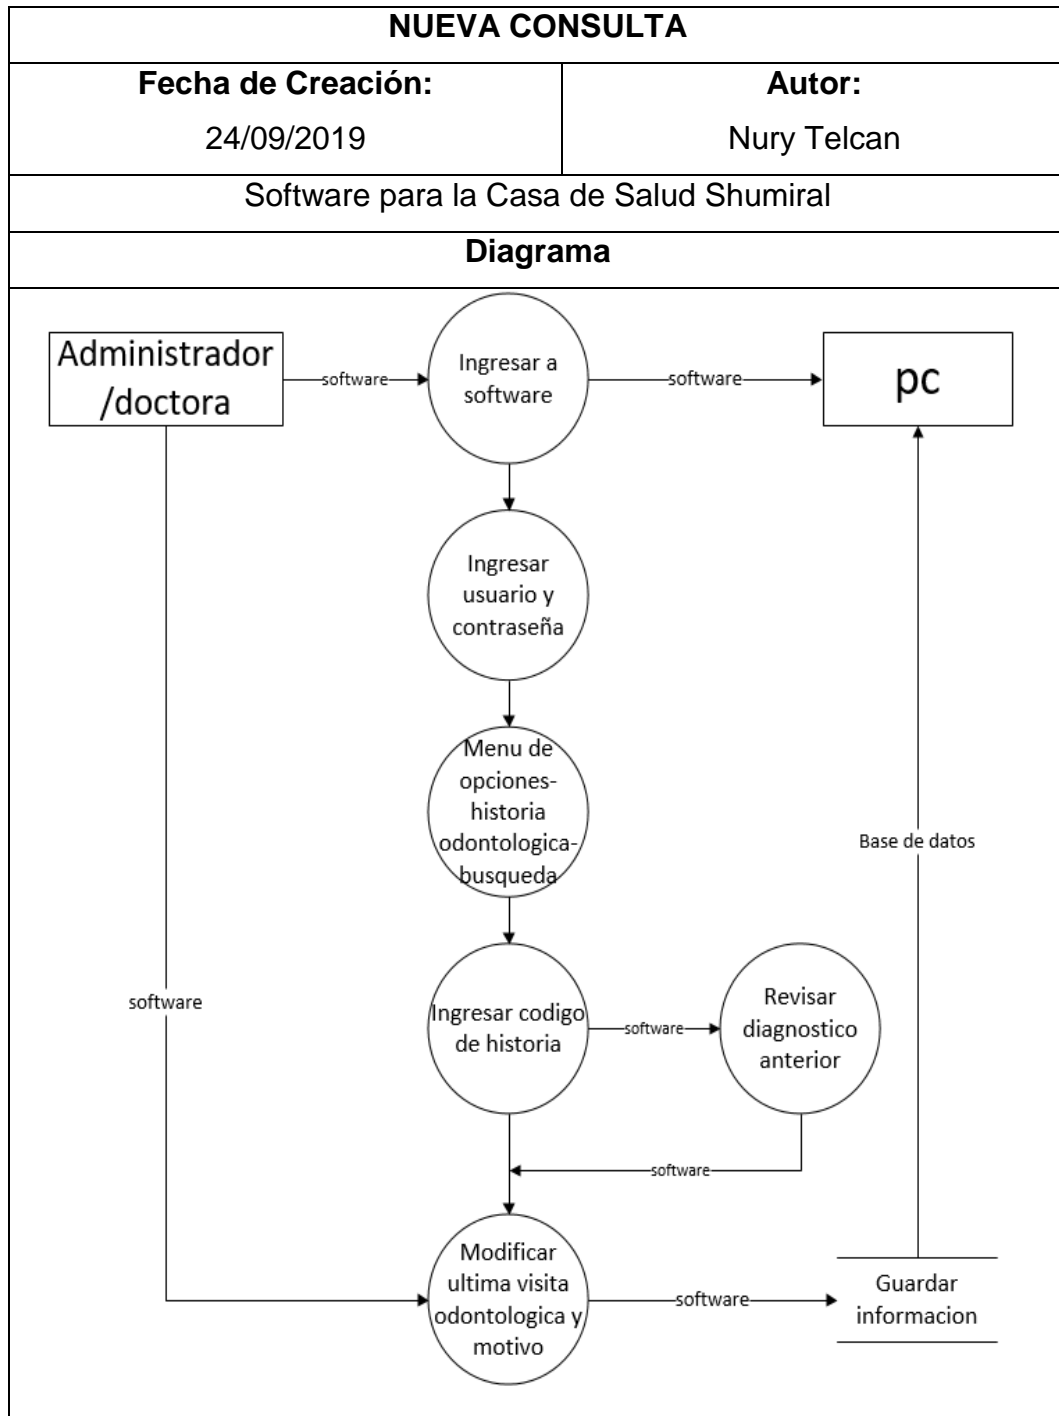 NUEVA CONSULTA
Fecha de Creación:
24/09/2019
Autor:
Nury Telcan
Software para la Casa de Salud Shumiral
Diagrama
Administrador
/doctora
software
Ingresar a
software
software
pc
Ingresar
usuario y
contraseña
Menu de
opciones-
historia
odontologica-
busqueda
Base de datos
software
Ingresar codigo
de historia
software
Revisar
diagnostico
anterior
software
Modificar
ultima visita
odontologica y
motivo
software
Guardar
informacion